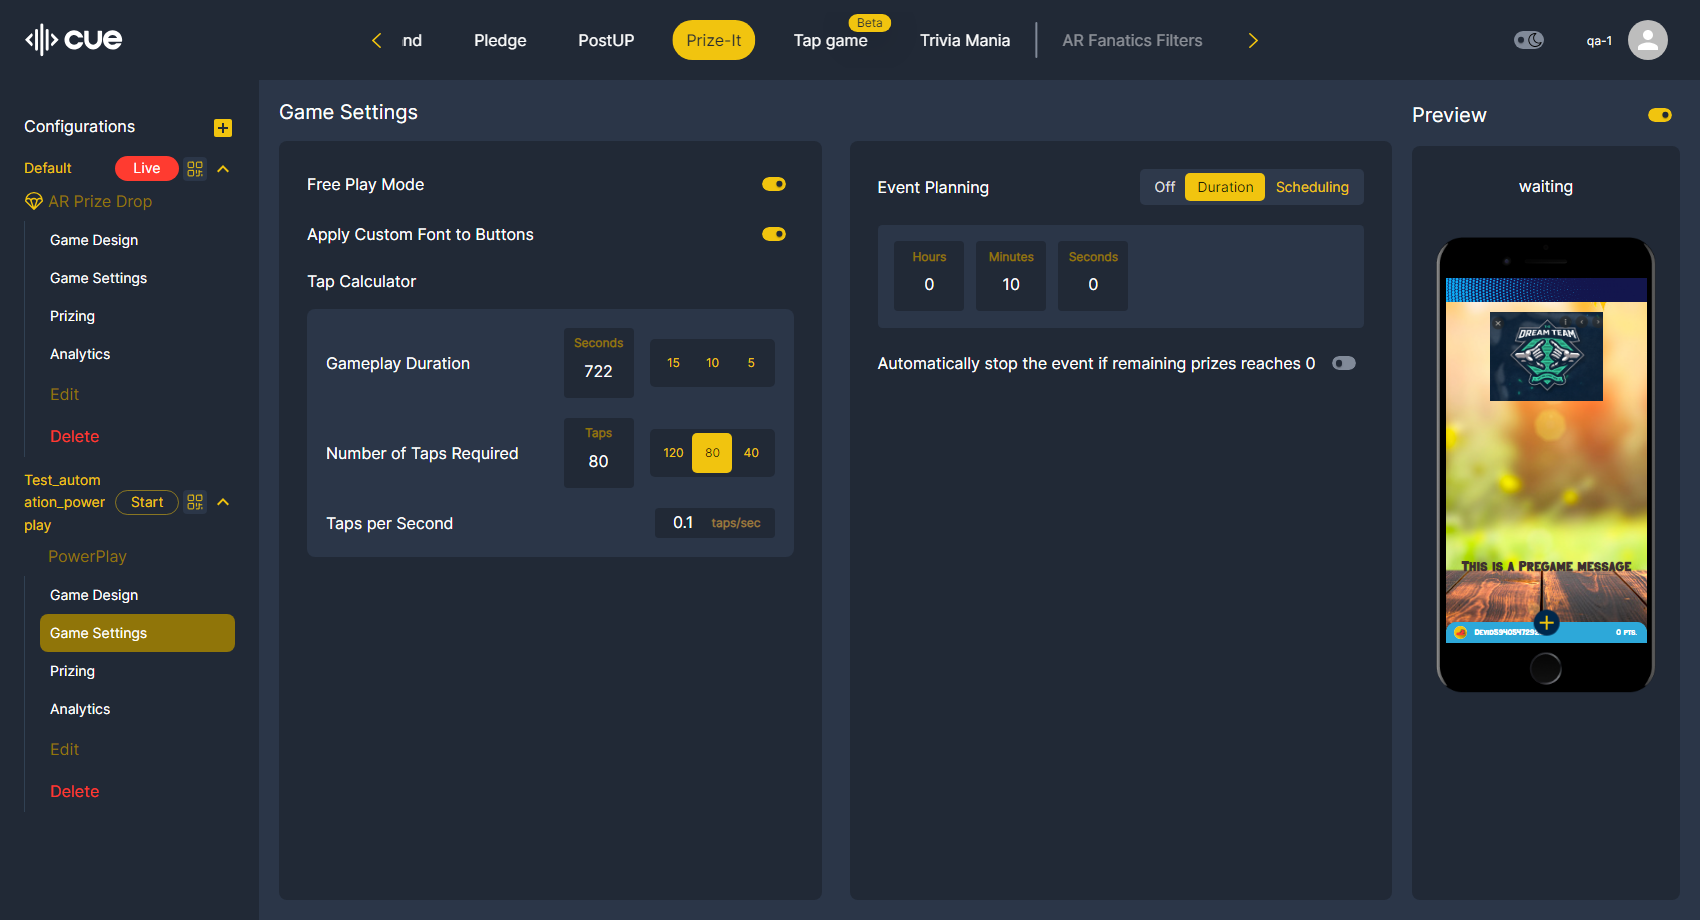 cue
nd
Pledge
PostUP
Prize-It
Beta
Tap game
Trivia Mania
AR Fanatics Filters
qa-1
Configurations
Default
Live
AR Prize Drop
Game Design
Game Settings
Prizing
Analytics
Edit
Delete
Test_autom
ation_power
play
Start
PowerPlay
Game Design
Game Settings
Prizing
Analytics
Edit
Delete
Game Settings
Free Play Mode
Apply Custom Font to Buttons
Tap Calculator
Gameplay Duration
Seconds
722
15 10 5
Number of Taps Required
Taps
80
120 80 40
Taps per Second
0.1 taps/sec
Event Planning
Off Duration Scheduling
Hours Minutes Seconds
0 10 0
Automatically stop the event if remaining prizes reaches 0
Preview
waiting
DREAM TEAM
This is a Pregame message
0 pts.